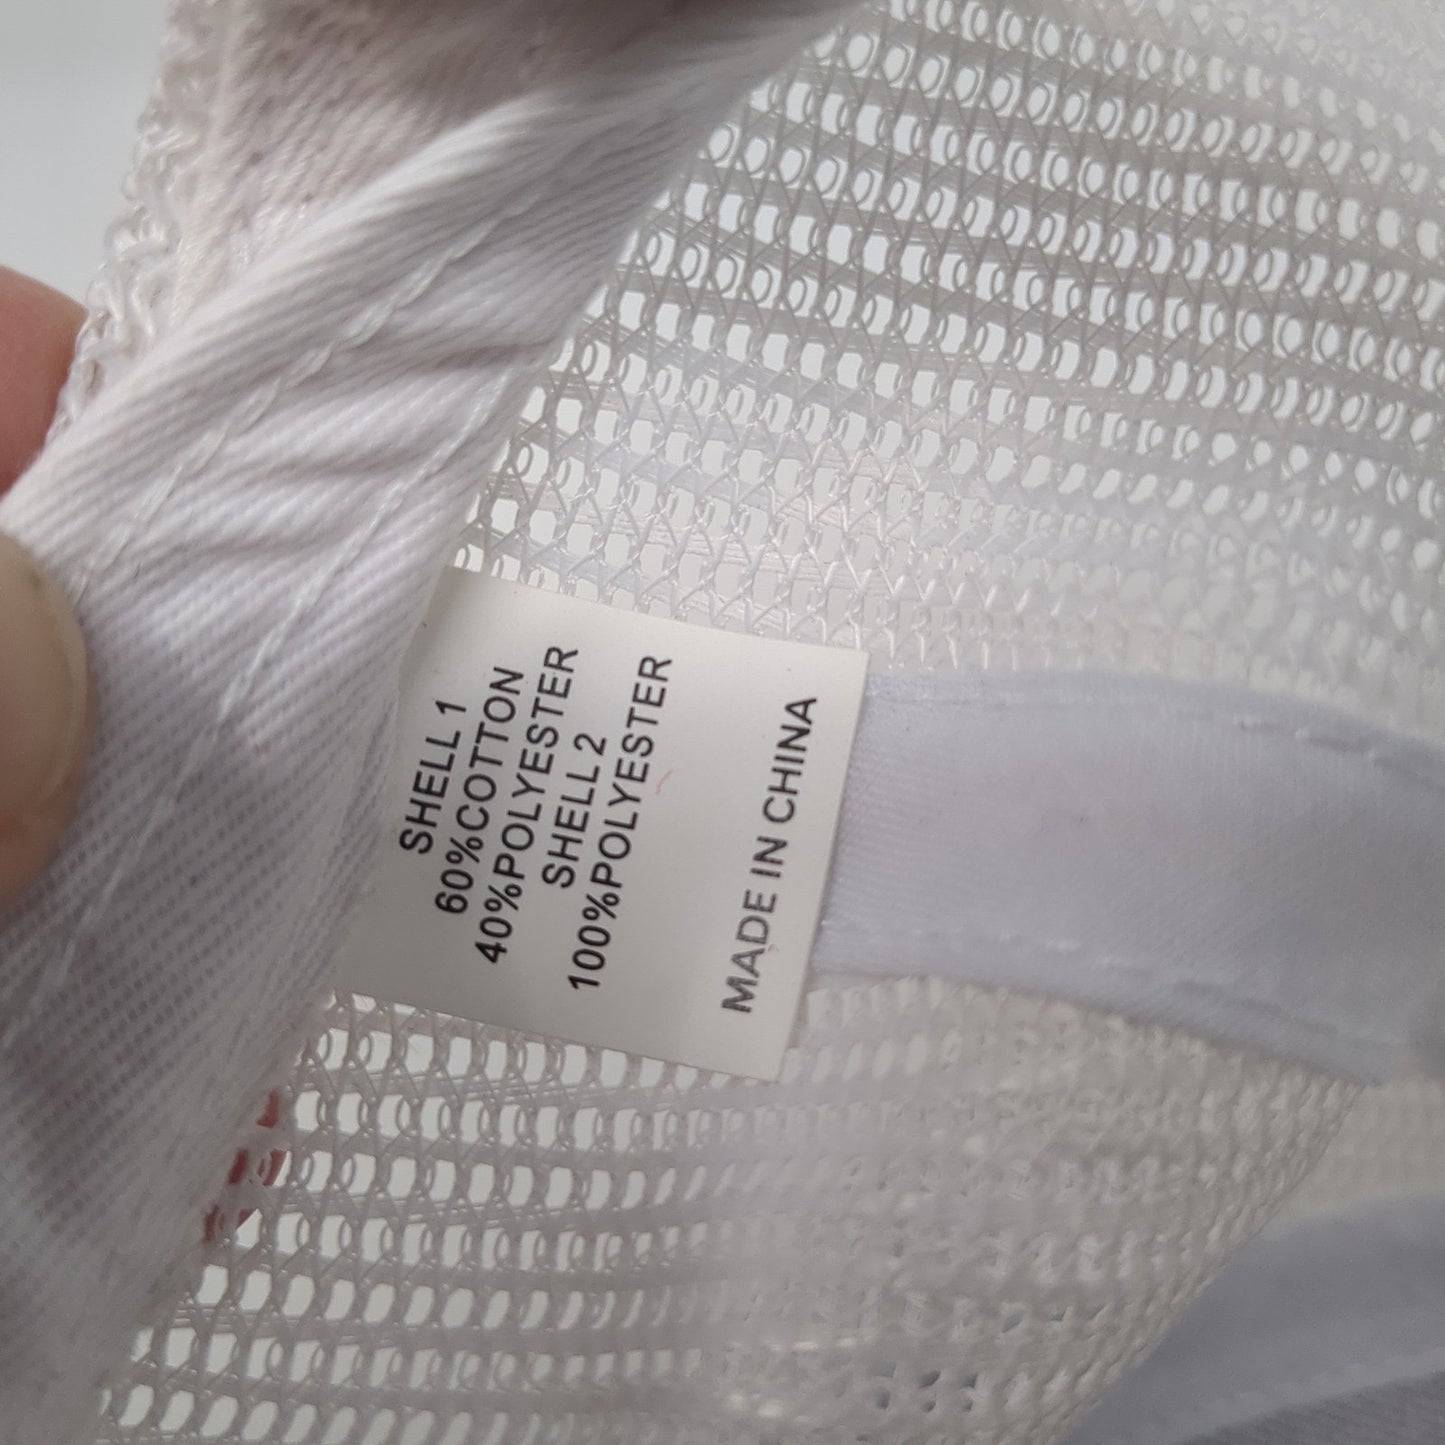 SHELL 1
60%COTTON
40%POLYESTER
SHELL 2
100%POLYESTER
MADE IN CHINA